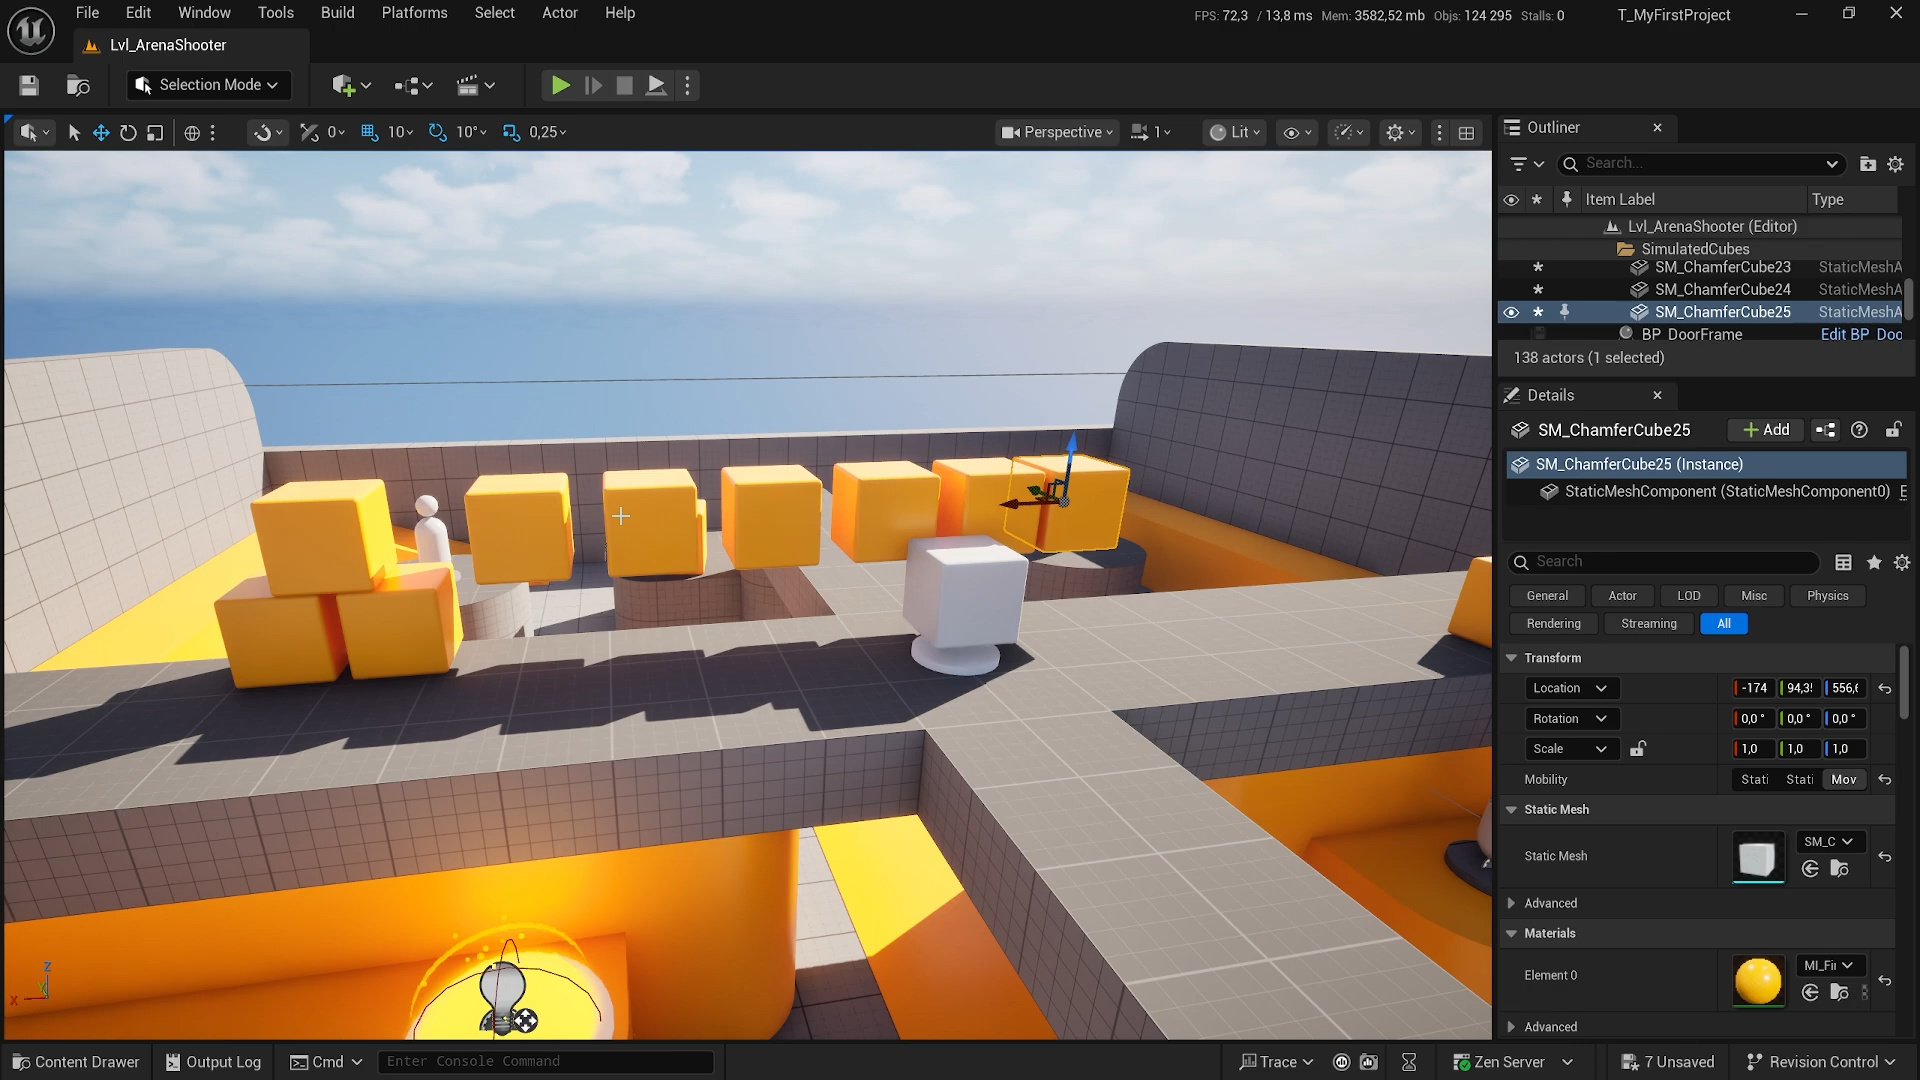 File Edit Window Tools Build Platforms Select Actor Help
FPS: 72,3 / 13,8 ms Mem: 3582,52 mb Objs: 124 295 Stalls: 0
T_MyFirstProject
Lvl_ArenaShooter
Selection Mode
0 10 10° 0,25
Perspective 1 Lit
Outliner
Search...
Item Label Type
Lvl_ArenaShooter (Editor)
SimulatedCubes
SM_ChamferCube23 StaticMeshA
SM_ChamferCube24 StaticMeshA
SM_ChamferCube25 StaticMeshA
BP_DoorFrame Edit BP_Doo
138 actors (1 selected)
Details
SM_ChamferCube25 Add
SM_ChamferCube25 (Instance)
StaticMeshComponent (StaticMeshComponent0) E
Search
General Actor LOD Misc Physics
Rendering Streaming All
Transform
Location -174 94,3 556,6
Rotation 0,0 ° 0,0 ° 0,0 °
Scale 1,0 1,0 1,0
Mobility Stati Stati Mov
Static Mesh
Static Mesh SM_C
Advanced
Materials
Element 0 MI_Fi
Advanced
Z
X Y
Content Drawer Output Log Cmd Enter Console Command Trace Zen Server 7 Unsaved Revision Control